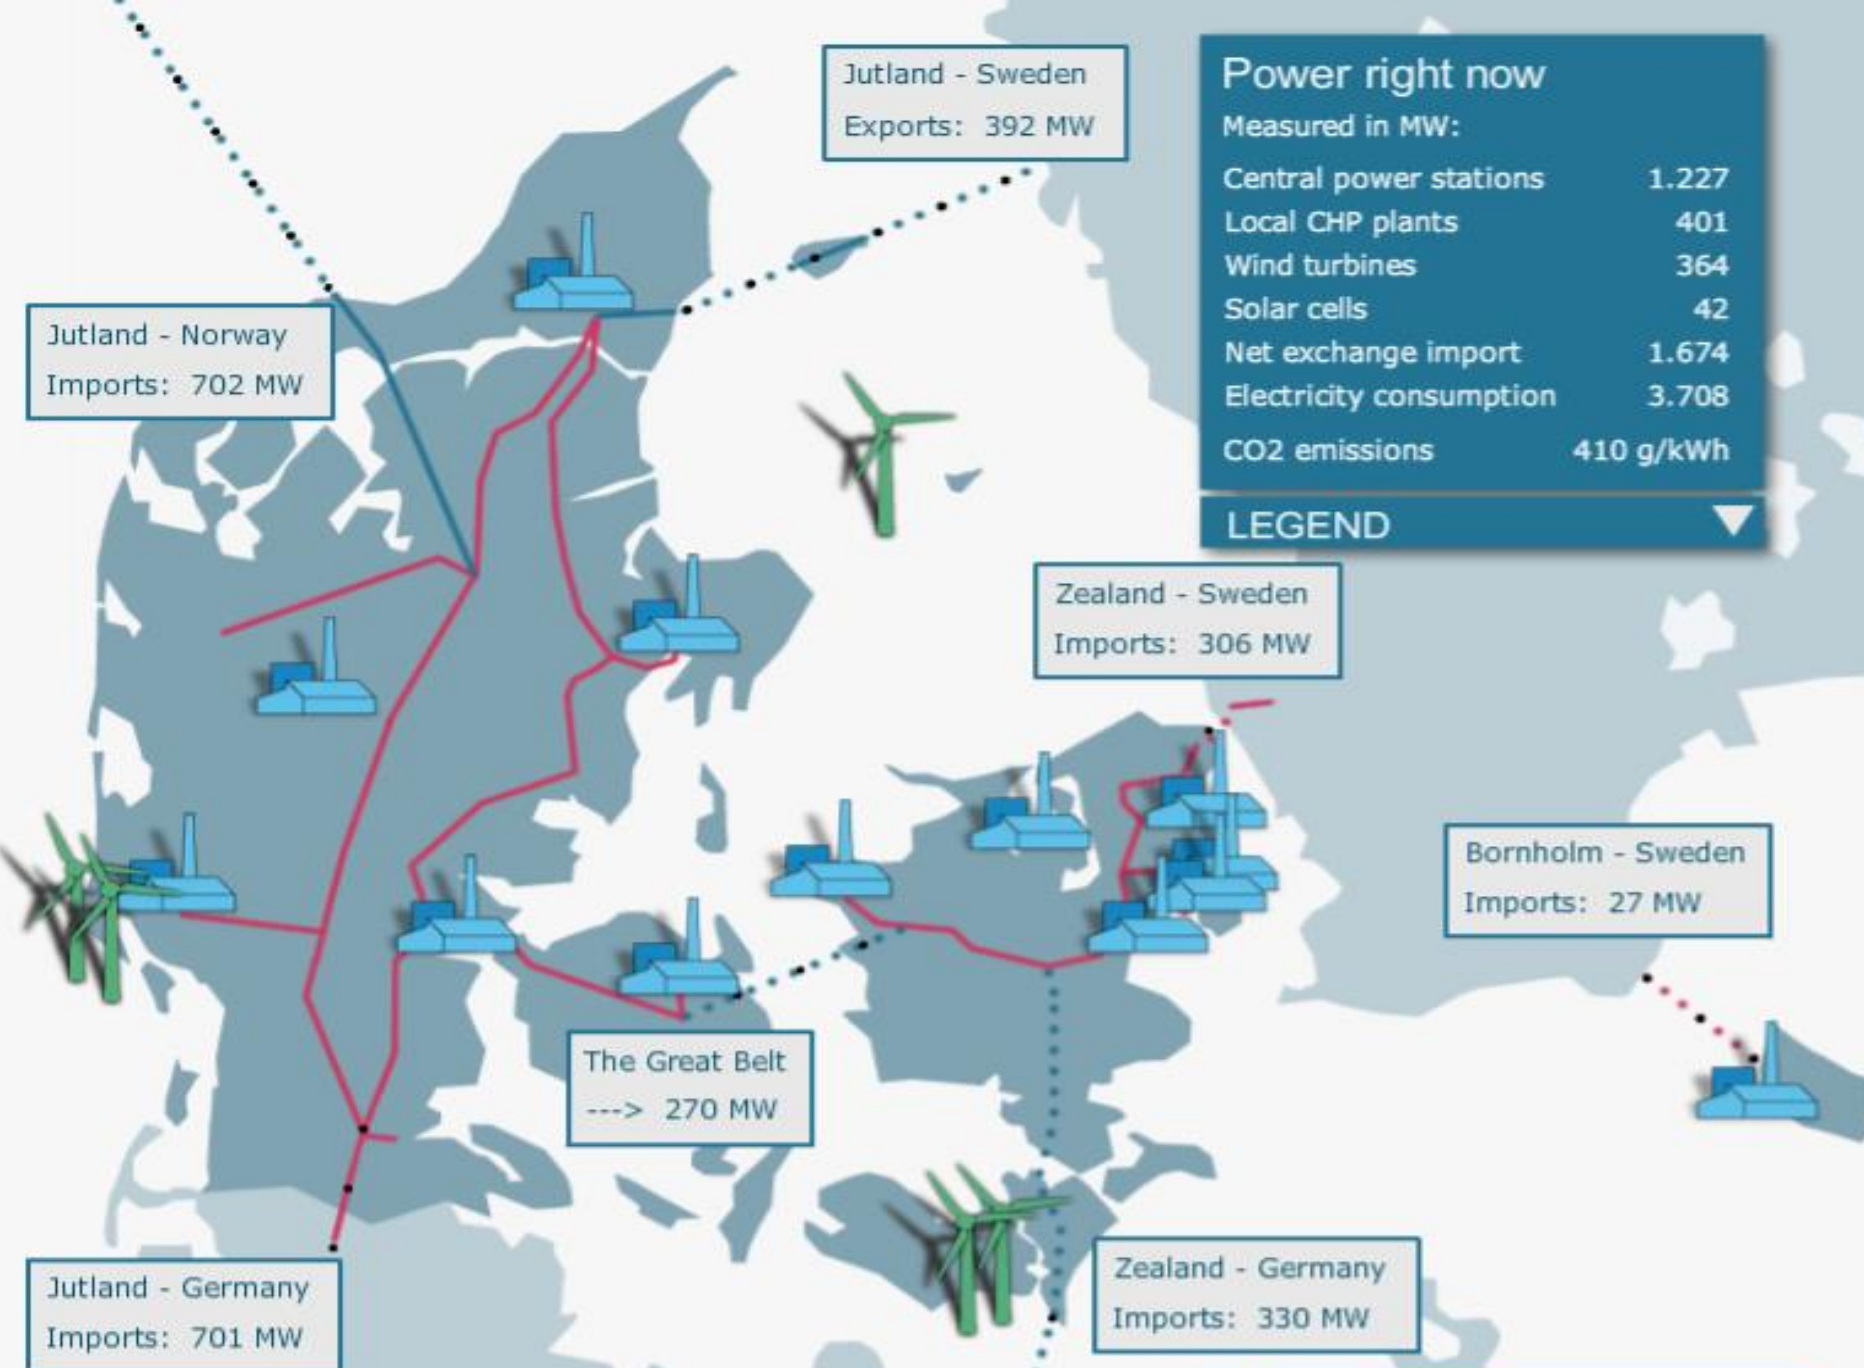 Jutland - Sweden
Exports: 392 MW
Power right now
Measured in MW:
Central power stations 1.227
Local CHP plants 401
Wind turbines 364
Solar cells 42
Net exchange import 1.674
Electricity consumption 3.708
CO2 emissions 410 g/kWh
LEGEND
Jutland - Norway
Imports: 702 MW
Zealand - Sweden
Imports: 306 MW
Bornholm - Sweden
Imports: 27 MW
The Great Belt
---> 270 MW
Jutland - Germany
Imports: 701 MW
Zealand - Germany
Imports: 330 MW